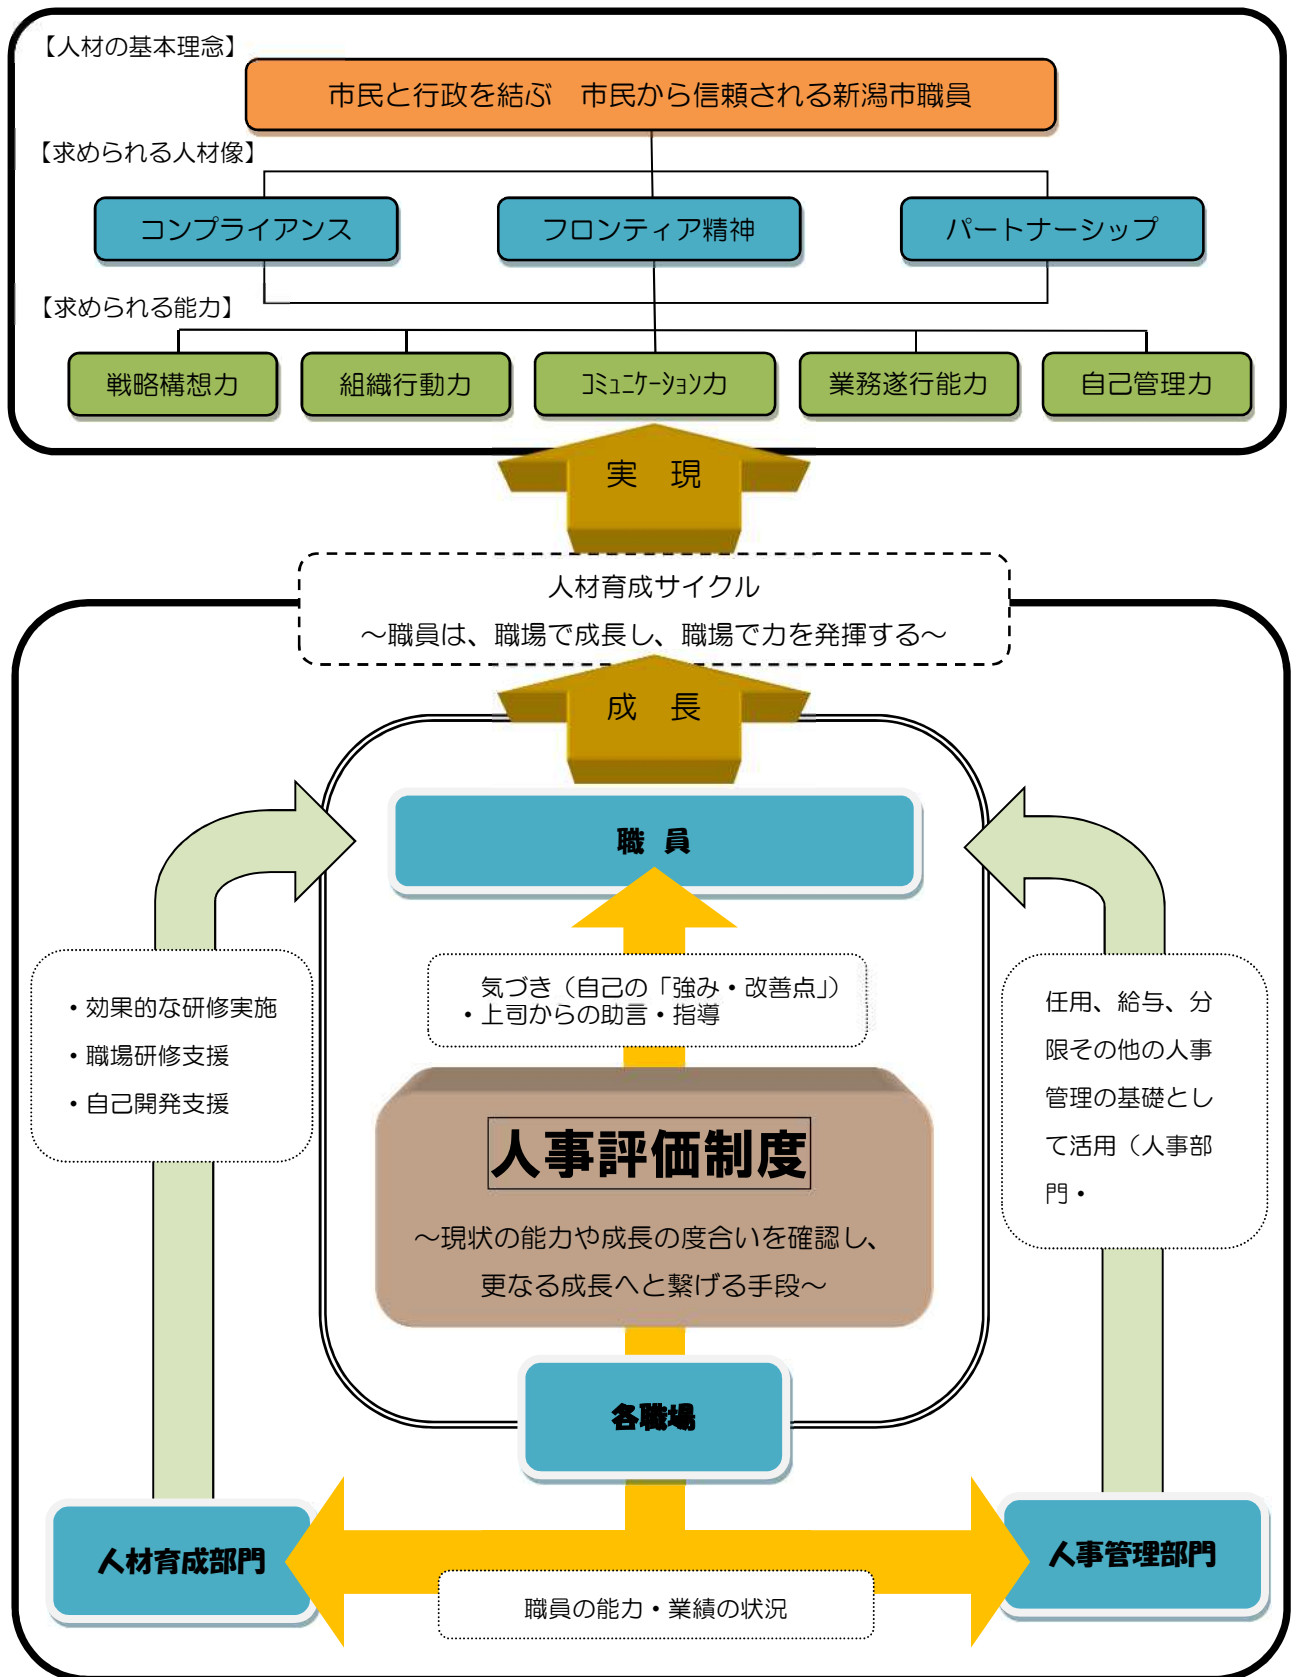 【人材の基本理念】
市民と行政を結ぶ　市民から信頼される新潟市職員
【求められる人材像】
コンプライアンス
フロンティア精神
パートナーシップ
【求められる能力】
戦略構想力
組織行動力
ｺﾐｭﾆｹｰｼｮﾝ力
業務遂行能力
自己管理力
実　現
人材育成サイクル
～職員は、職場で成長し、職場で力を発揮する～
成　長
職 員
気づき（自己の「強み・改善点」）
・上司からの助言・指導
・効果的な研修実施
・職場研修支援
・自己開発支援
任用、給与、分
限その他の人事
管理の基礎とし
て活用（人事部
門・
人事評価制度
～現状の能力や成長の度合いを確認し、
更なる成長へと繋げる手段～
各職場
人材育成部門
人事管理部門
職員の能力・業績の状況